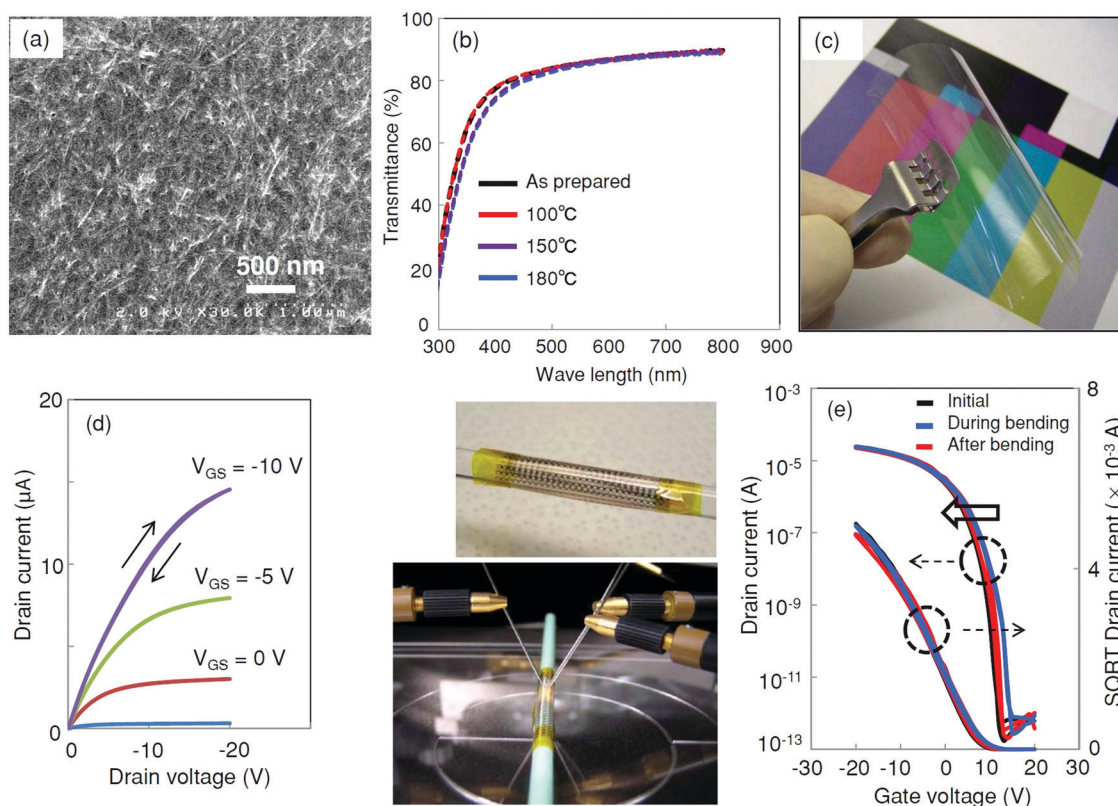 (a)
500 nm
2.0 kV X30.0K 1.00µm
(b)
Transmittance (%)
100
80
60
40
20
0
As prepared
100°C
150°C
180°C
300 400 500 600 700 800 900
Wave length (nm)
(c)
(d)
Drain current (µA)
20
10
0
V_GS = -10 V
V_GS = -5 V
V_GS = 0 V
0 -10 -20
Drain voltage (V)
(e)
Initial
During bending
After bending
Drain current (A)
10⁻³
10⁻⁵
10⁻⁷
10⁻⁹
10⁻¹¹
10⁻¹³
8
4
0
SQRT Drain current (× 10⁻³ A)
-30 -20 -10 0 10 20 30
Gate voltage (V)